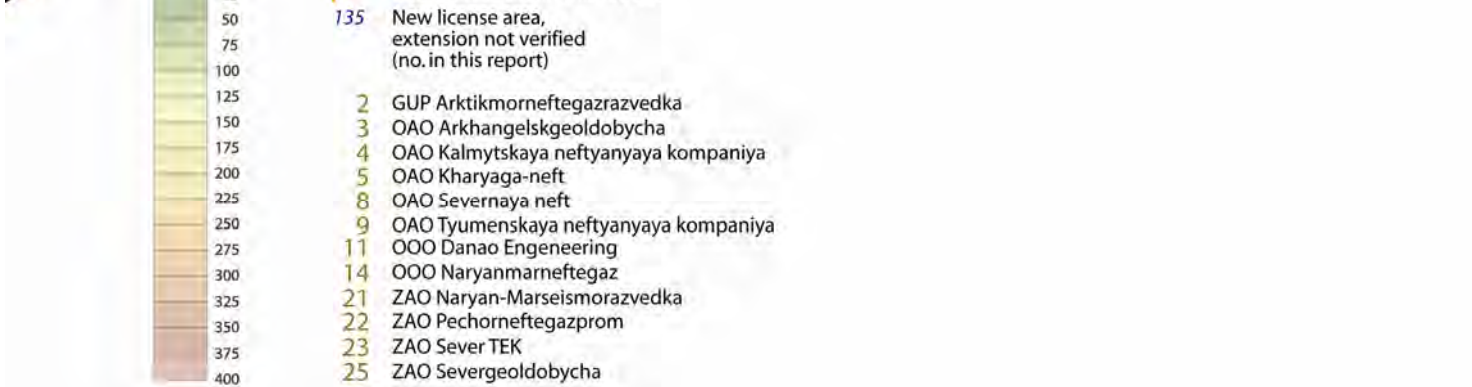 50
75
100
125
150
175
200
225
250
275
300
325
350
375
400
135 New license area,
extension not verified
(no. in this report)
2 GUP Arktikmorneftegazrazvedka
3 OAO Arkhangelskgeoldobycha
4 OAO Kalmytskaya neftyanyaya kompaniya
5 OAO Kharyaga-neft
8 OAO Severnaya neft
9 OAO Tyumenskaya neftyanyaya kompaniya
11 OOO Danao Engeneering
14 OOO Naryanmarneftegaz
21 ZAO Naryan-Marseismorazvedka
22 ZAO Pechorneftegazprom
23 ZAO Sever TEK
25 ZAO Severgeoldobycha